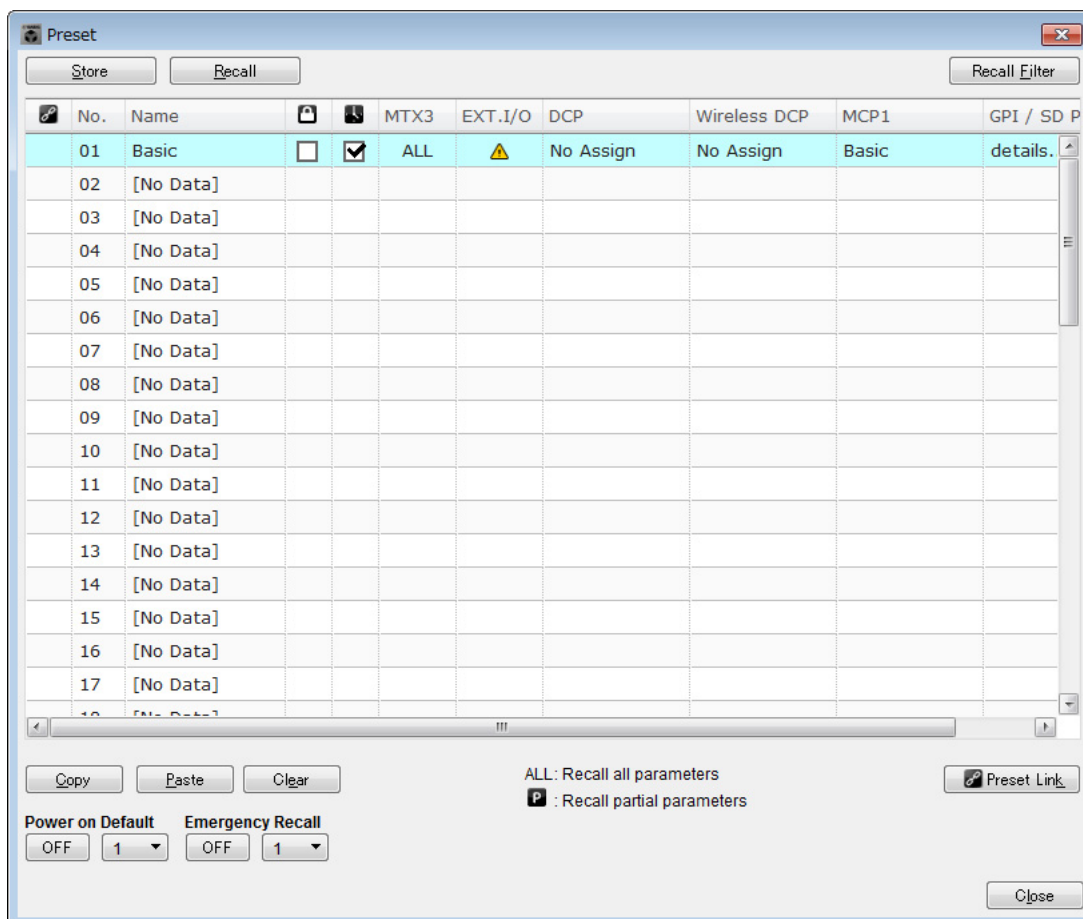 Preset
Store Recall Recall Filter
No. Name MTX3 EXT.I/O DCP Wireless DCP MCP1 GPI / SD P
01 Basic ALL No Assign No Assign Basic details.
02 [No Data]
03 [No Data]
04 [No Data]
05 [No Data]
06 [No Data]
07 [No Data]
08 [No Data]
09 [No Data]
10 [No Data]
11 [No Data]
12 [No Data]
13 [No Data]
14 [No Data]
15 [No Data]
16 [No Data]
17 [No Data]
Copy Paste Clear ALL: Recall all parameters Preset Link
P : Recall partial parameters
Power on Default Emergency Recall
OFF 1 OFF 1
Close